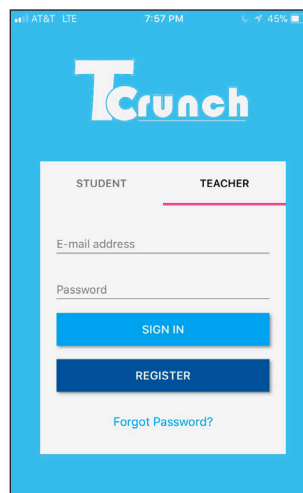 AT&T LTE 7:57 PM 45%
TCrunch
STUDENT TEACHER
E-mail address
Password
SIGN IN
REGISTER
Forgot Password?